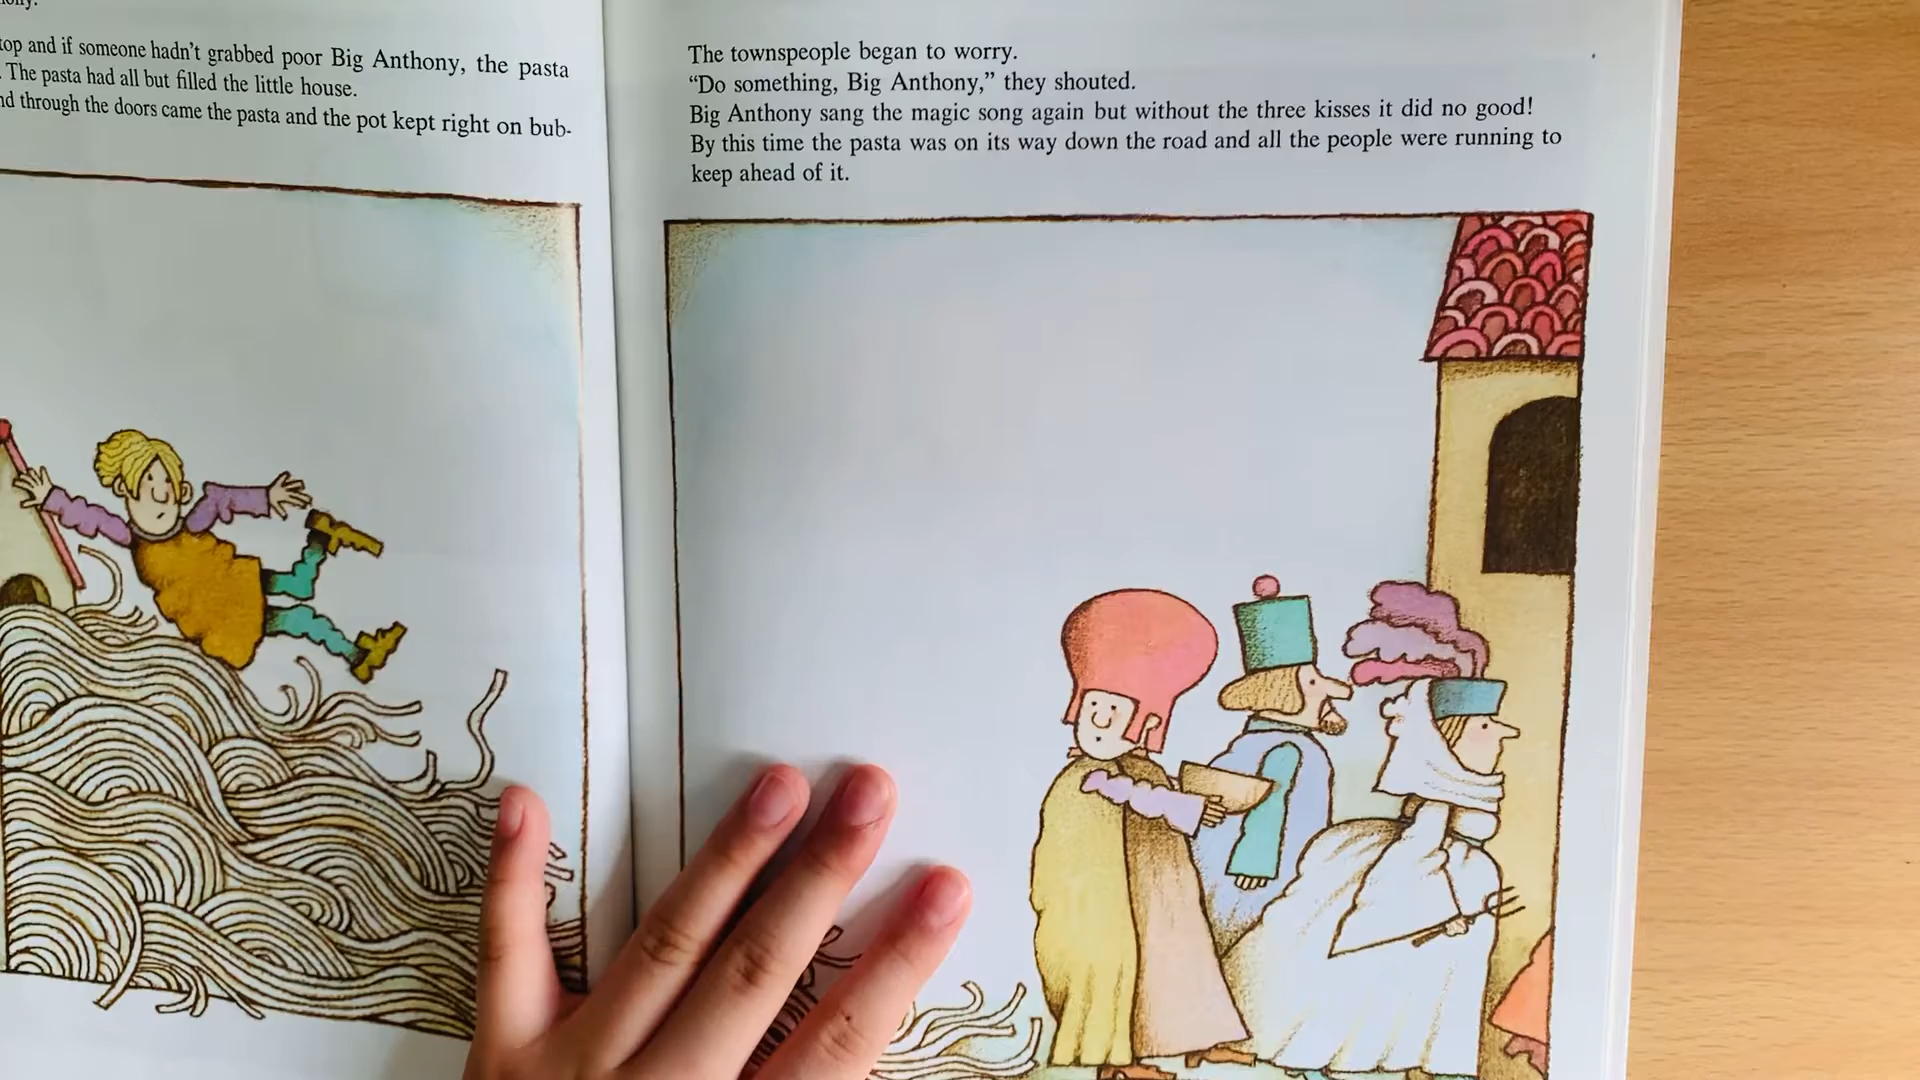 top and if someone hadn't grabbed poor Big Anthony, the pasta
. The pasta had all but filled the little house.
nd through the doors came the pasta and the pot kept right on bub-
The townspeople began to worry.
“Do something, Big Anthony,” they shouted.
Big Anthony sang the magic song again but without the three kisses it did no good!
By this time the pasta was on its way down the road and all the people were running to
keep ahead of it.